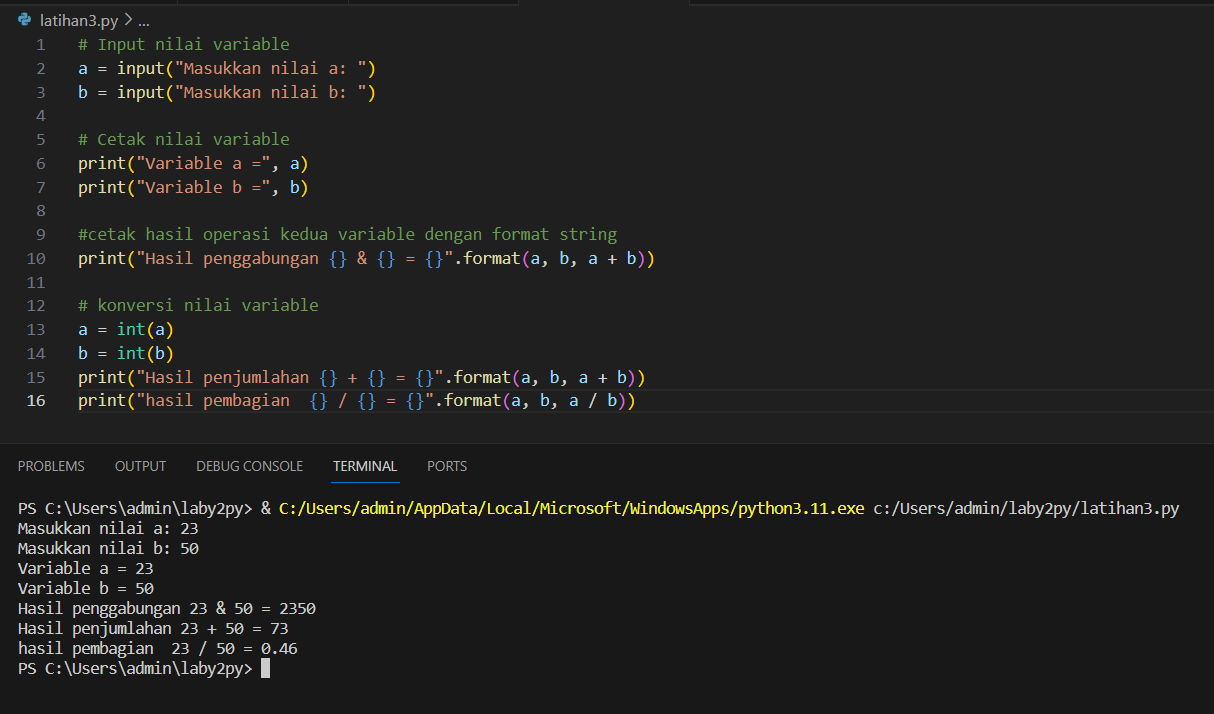 latihan3.py > ...
1 # Input nilai variable
2 a = input("Masukkan nilai a: ")
3 b = input("Masukkan nilai b: ")
4
5 # Cetak nilai variable
6 print("Variable a =", a)
7 print("Variable b =", b)
8
9 #cetak hasil operasi kedua variable dengan format string
10 print("Hasil penggabungan {} & {} = {}".format(a, b, a + b))
11
12 # konversi nilai variable
13 a = int(a)
14 b = int(b)
15 print("Hasil penjumlahan {} + {} = {}".format(a, b, a + b))
16 print("hasil pembagian  {} / {} = {}".format(a, b, a / b))
PROBLEMS OUTPUT DEBUG CONSOLE TERMINAL PORTS
PS C:\Users\admin\laby2py> & C:/Users/admin/AppData/Local/Microsoft/WindowsApps/python3.11.exe c:/Users/admin/laby2py/latihan3.py
Masukkan nilai a: 23
Masukkan nilai b: 50
Variable a = 23
Variable b = 50
Hasil penggabungan 23 & 50 = 2350
Hasil penjumlahan 23 + 50 = 73
hasil pembagian  23 / 50 = 0.46
PS C:\Users\admin\laby2py>